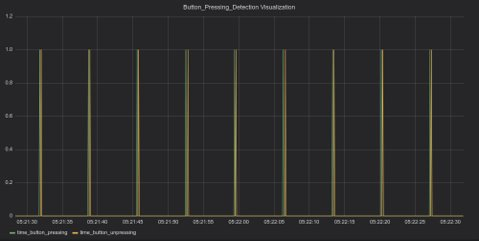 Button_Pressing_Detection Visualization
1.2
1.0
0.8
0.6
0.4
0.2
0
05:21:30 05:21:35 05:21:40 05:21:45 05:21:50 05:21:55 05:22:00 05:22:05 05:22:10 05:22:15 05:22:20 05:22:25 05:22:30
time_button_pressing time_button_unpressing